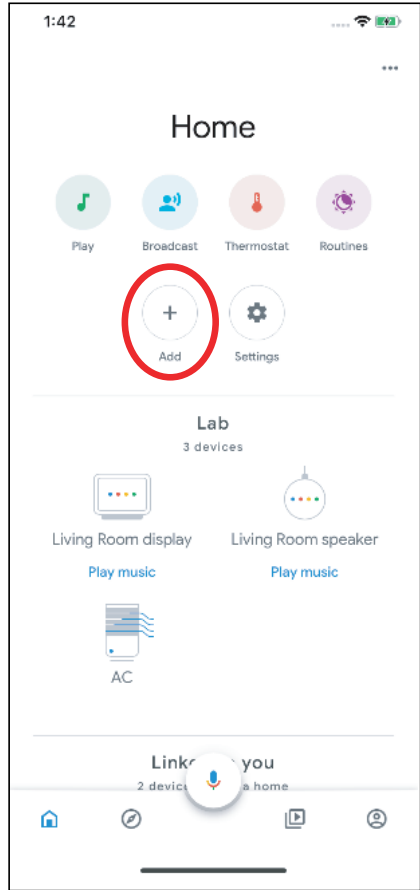 1:42
Home
Play Broadcast Thermostat Routines
Add Settings
Lab
3 devices
Living Room display Living Room speaker
Play music Play music
AC
you
2 a home